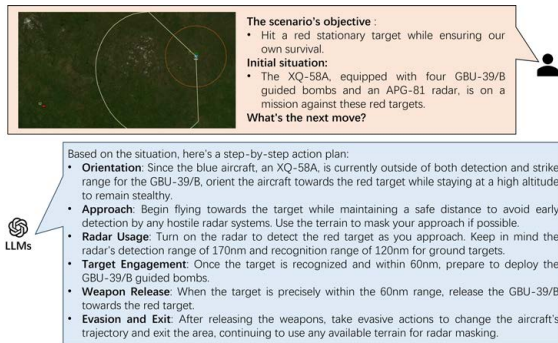 The scenario's objective :
• Hit a red stationary target while ensuring our
own survival.
Initial situation:
• The XQ-58A, equipped with four GBU-39/B
guided bombs and an APG-81 radar, is on a
mission against these red targets.
What's the next move?
Based on the situation, here's a step-by-step action plan:
• Orientation: Since the blue aircraft, an XQ-58A, is currently outside of both detection and strike
range for the GBU-39/B, orient the aircraft towards the red target while staying at a high altitude
to remain stealthy.
• Approach: Begin flying towards the target while maintaining a safe distance to avoid early
detection by any hostile radar systems. Use the terrain to mask your approach if possible.
• Radar Usage: Turn on the radar to detect the red target as you approach. Keep in mind the
radar's detection range of 170nm and recognition range of 120nm for ground targets.
• Target Engagement: Once the target is recognized and within 60nm, prepare to deploy the
GBU-39/B guided bombs.
• Weapon Release: When the target is precisely within the 60nm range, release the GBU-39/B
towards the red target.
• Evasion and Exit: After releasing the weapons, take evasive actions to change the aircraft's
trajectory and exit the area, continuing to use any available terrain for radar masking.
LLMs